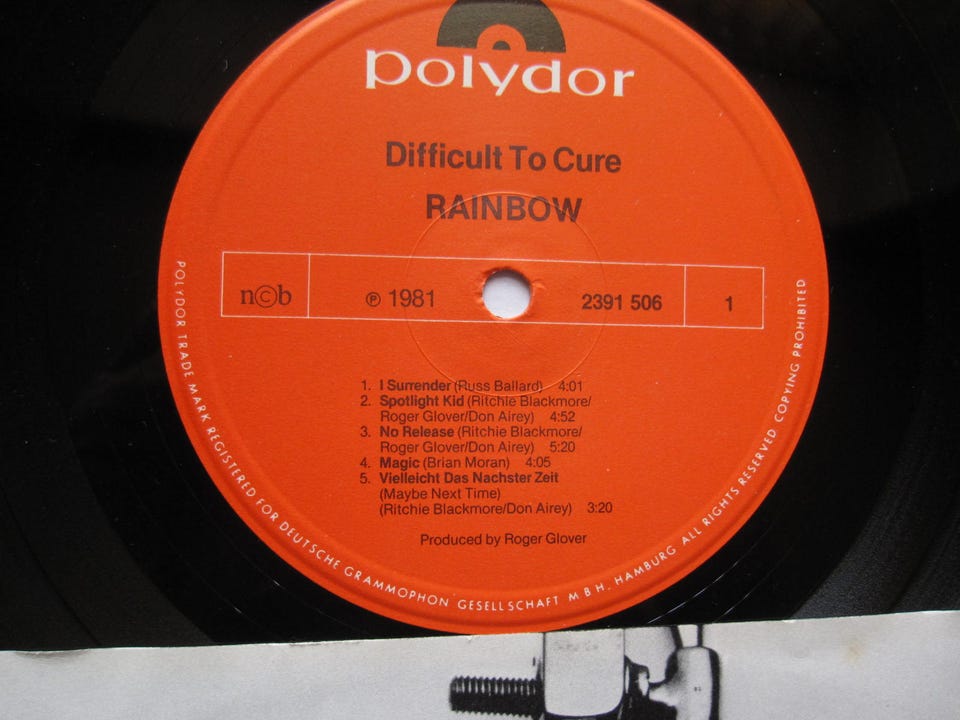 polydor
Difficult To Cure
RAINBOW
n©b
℗ 1981
2391 506
1
1. I Surrender (Russ Ballard) 4:01
2. Spotlight Kid (Ritchie Blackmore/
Roger Glover/Don Airey) 4:52
3. No Release (Ritchie Blackmore/
Roger Glover/Don Airey) 5:20
4. Magic (Brian Moran) 4:05
5. Vielleicht Das Nachster Zeit
(Maybe Next Time)
(Ritchie Blackmore/Don Airey) 3:20
Produced by Roger Glover
POLYDOR TRADE MARK REGISTERED FOR DEUTSCHE GRAMMOPHON GESELLSCHAFT M B H. HAMBURG ALL RIGHTS RESERVED COPYING PROHIBITED